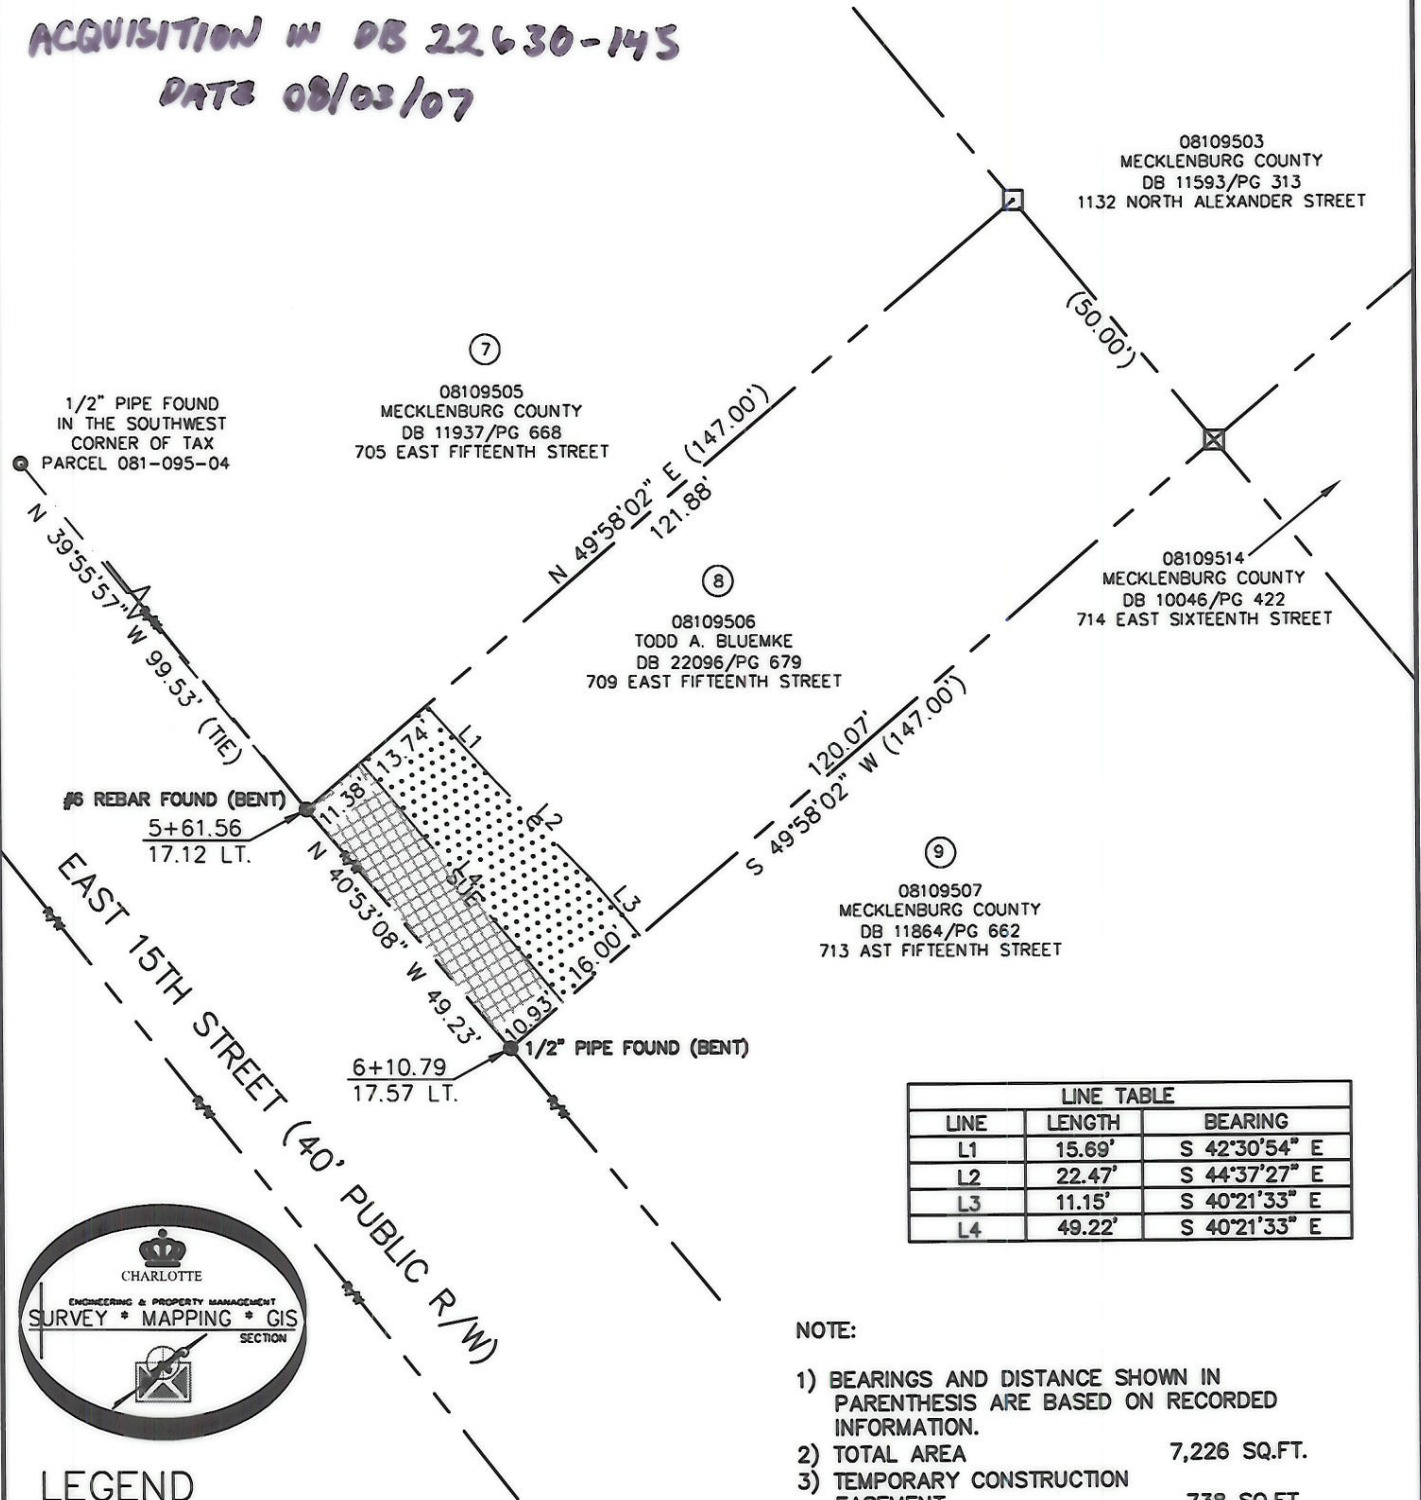 ACQUISITION IN DB 22630-145
DATE 08/03/07
08109503
MECKLENBURG COUNTY
DB 11593/PG 313
1132 NORTH ALEXANDER STREET
(50.00')
7
08109505
MECKLENBURG COUNTY
DB 11937/PG 668
705 EAST FIFTEENTH STREET
1/2" PIPE FOUND
IN THE SOUTHWEST
CORNER OF TAX
PARCEL 081-095-04
N 39°55'57" W 99.53' (TIE)
N 49°58'02" E (147.00')
121.88'
8
08109506
TODD A. BLUEMKE
DB 22096/PG 679
709 EAST FIFTEENTH STREET
08109514
MECKLENBURG COUNTY
DB 10046/PG 422
714 EAST SIXTEENTH STREET
120.07'
S 49°58'02" W (147.00')
13.74'
L1
11.38'
L2
L4
SUE
L3
16.00'
10.93'
#6 REBAR FOUND (BENT)
5+61.56
17.12 LT.
N 40°53'08" W 49.23'
9
08109507
MECKLENBURG COUNTY
DB 11864/PG 662
713 AST FIFTEENTH STREET
1/2" PIPE FOUND (BENT)
6+10.79
17.57 LT.
EAST 15TH STREET (40' PUBLIC R/W)
LINE TABLE
LINE LENGTH BEARING
L1 15.69' S 42°30'54" E
L2 22.47' S 44°37'27" E
L3 11.15' S 40°21'33" E
L4 49.22' S 40°21'33" E
CHARLOTTE
ENGINEERING & PROPERTY MANAGEMENT
SURVEY * MAPPING * GIS
SECTION
NOTE:
1) BEARINGS AND DISTANCE SHOWN IN
PARENTHESIS ARE BASED ON RECORDED
INFORMATION.
2) TOTAL AREA 7,226 SQ.FT.
3) TEMPORARY CONSTRUCTION
EASEMENT 738 SQ.FT.
LEGEND